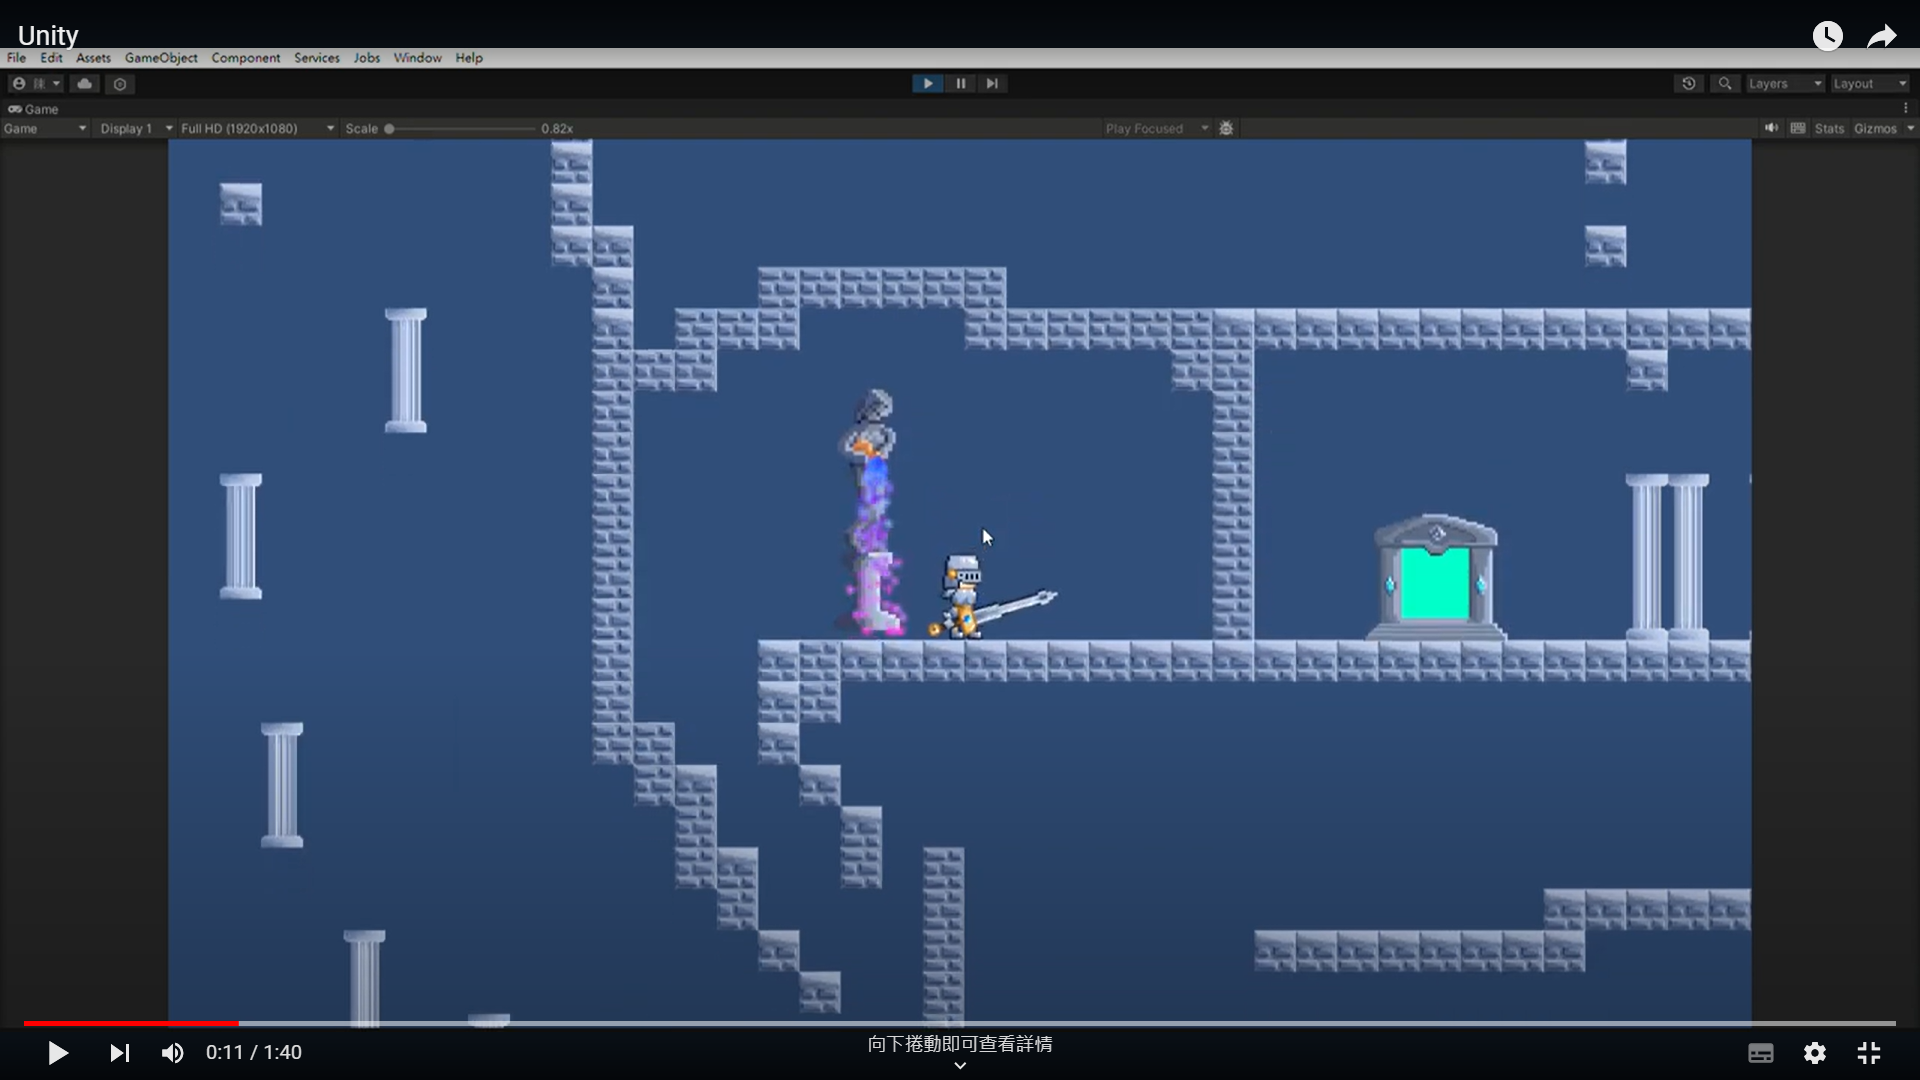 Unity
File Edit Assets GameObject Component Services Jobs Window Help
Layers Layout
Game
Game Display 1 Full HD (1920x1080) Scale 0.82x Play Focused Stats Gizmos
0:11 / 1:40
向下捲動即可查看詳情